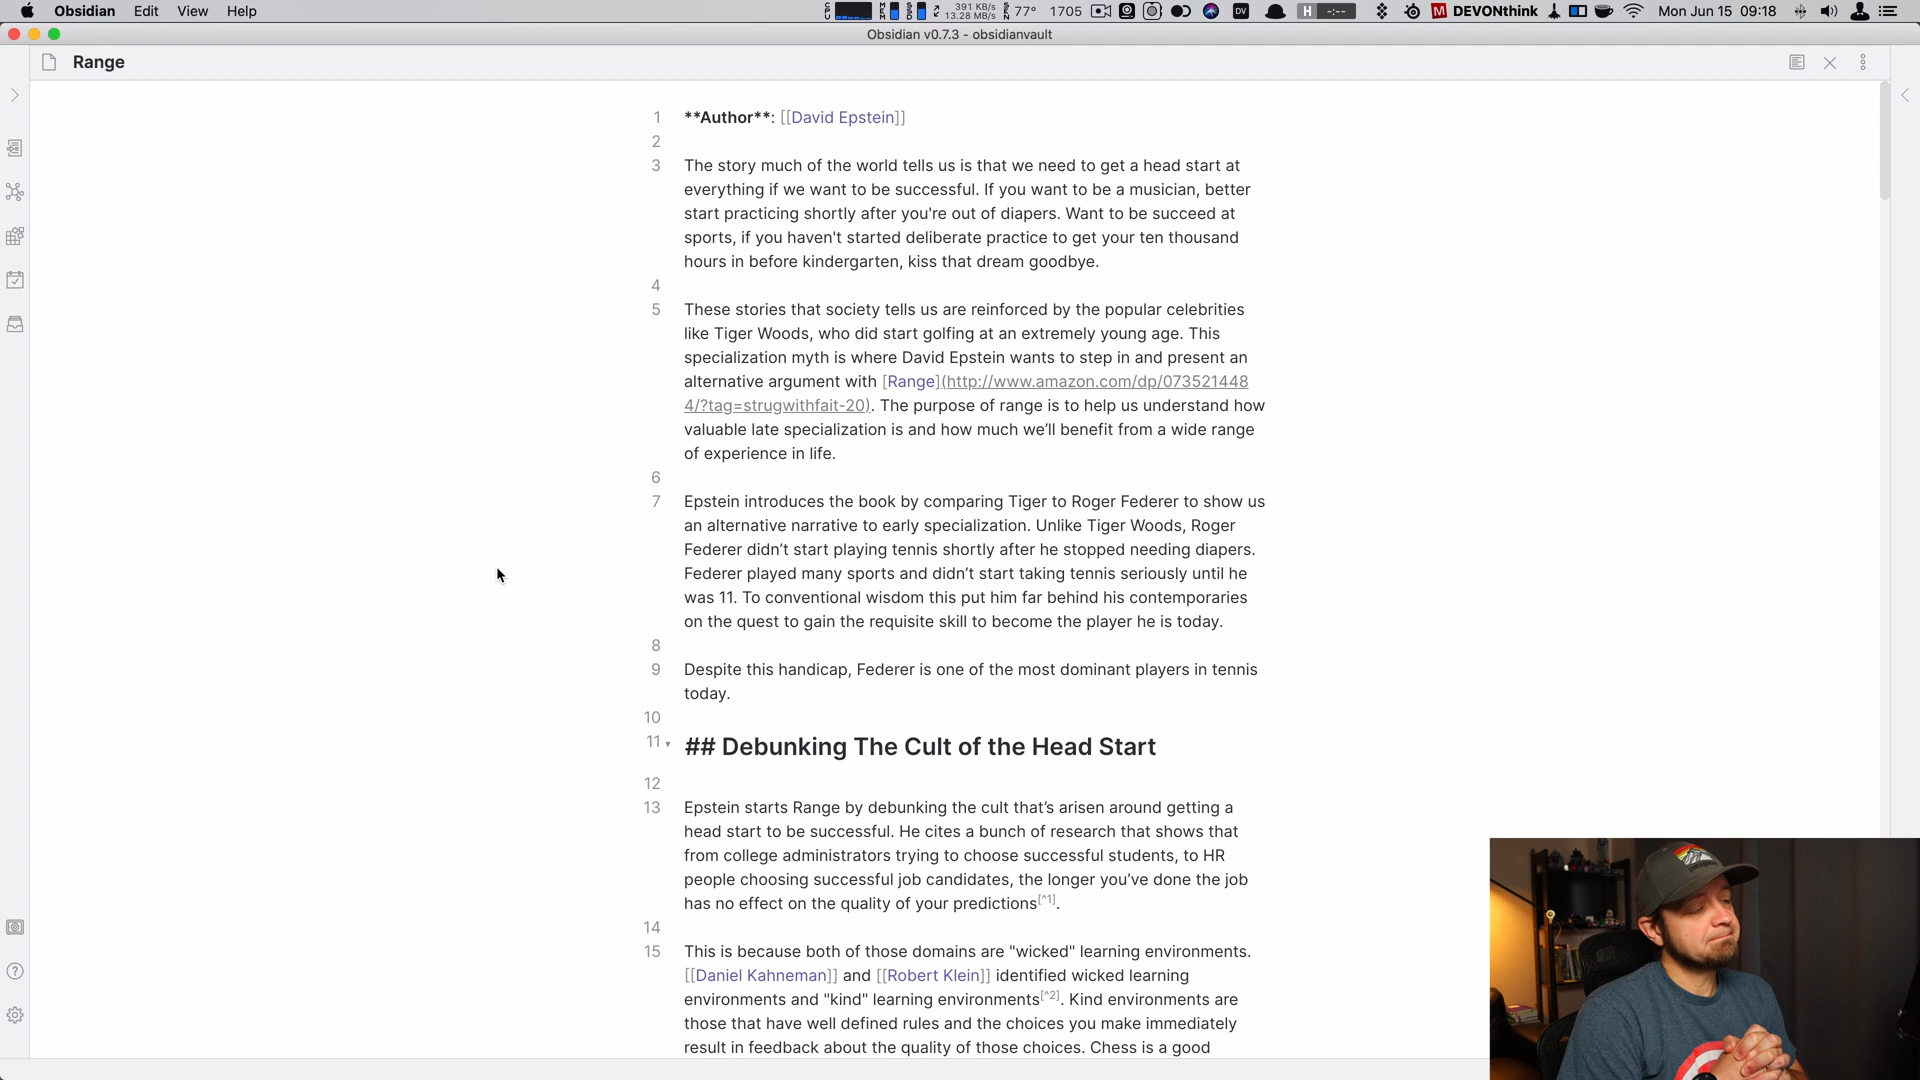 Obsidian Edit View Help 391 KB/s 13.28 MB/s 77° 1705 DV H -:-- DEVONthink Mon Jun 15 09:18
Obsidian v0.7.3 - obsidianvault
Range
1 **Author**: [[David Epstein]]
2
3 The story much of the world tells us is that we need to get a head start at
everything if we want to be successful. If you want to be a musician, better
start practicing shortly after you're out of diapers. Want to be succeed at
sports, if you haven't started deliberate practice to get your ten thousand
hours in before kindergarten, kiss that dream goodbye.
4
5 These stories that society tells us are reinforced by the popular celebrities
like Tiger Woods, who did start golfing at an extremely young age. This
specialization myth is where David Epstein wants to step in and present an
alternative argument with [Range](http://www.amazon.com/dp/073521448
4/?tag=strugwithfait-20). The purpose of range is to help us understand how
valuable late specialization is and how much we’ll benefit from a wide range
of experience in life.
6
7 Epstein introduces the book by comparing Tiger to Roger Federer to show us
an alternative narrative to early specialization. Unlike Tiger Woods, Roger
Federer didn’t start playing tennis shortly after he stopped needing diapers.
Federer played many sports and didn’t start taking tennis seriously until he
was 11. To conventional wisdom this put him far behind his contemporaries
on the quest to gain the requisite skill to become the player he is today.
8
9 Despite this handicap, Federer is one of the most dominant players in tennis
today.
10
11 ## Debunking The Cult of the Head Start
12
13 Epstein starts Range by debunking the cult that’s arisen around getting a
head start to be successful. He cites a bunch of research that shows that
from college administrators trying to choose successful students, to HR
people choosing successful job candidates, the longer you’ve done the job
has no effect on the quality of your predictions[^1].
14
15 This is because both of those domains are "wicked" learning environments.
[[Daniel Kahneman]] and [[Robert Klein]] identified wicked learning
environments and "kind" learning environments[^2]. Kind environments are
those that have well defined rules and the choices you make immediately
result in feedback about the quality of those choices. Chess is a good